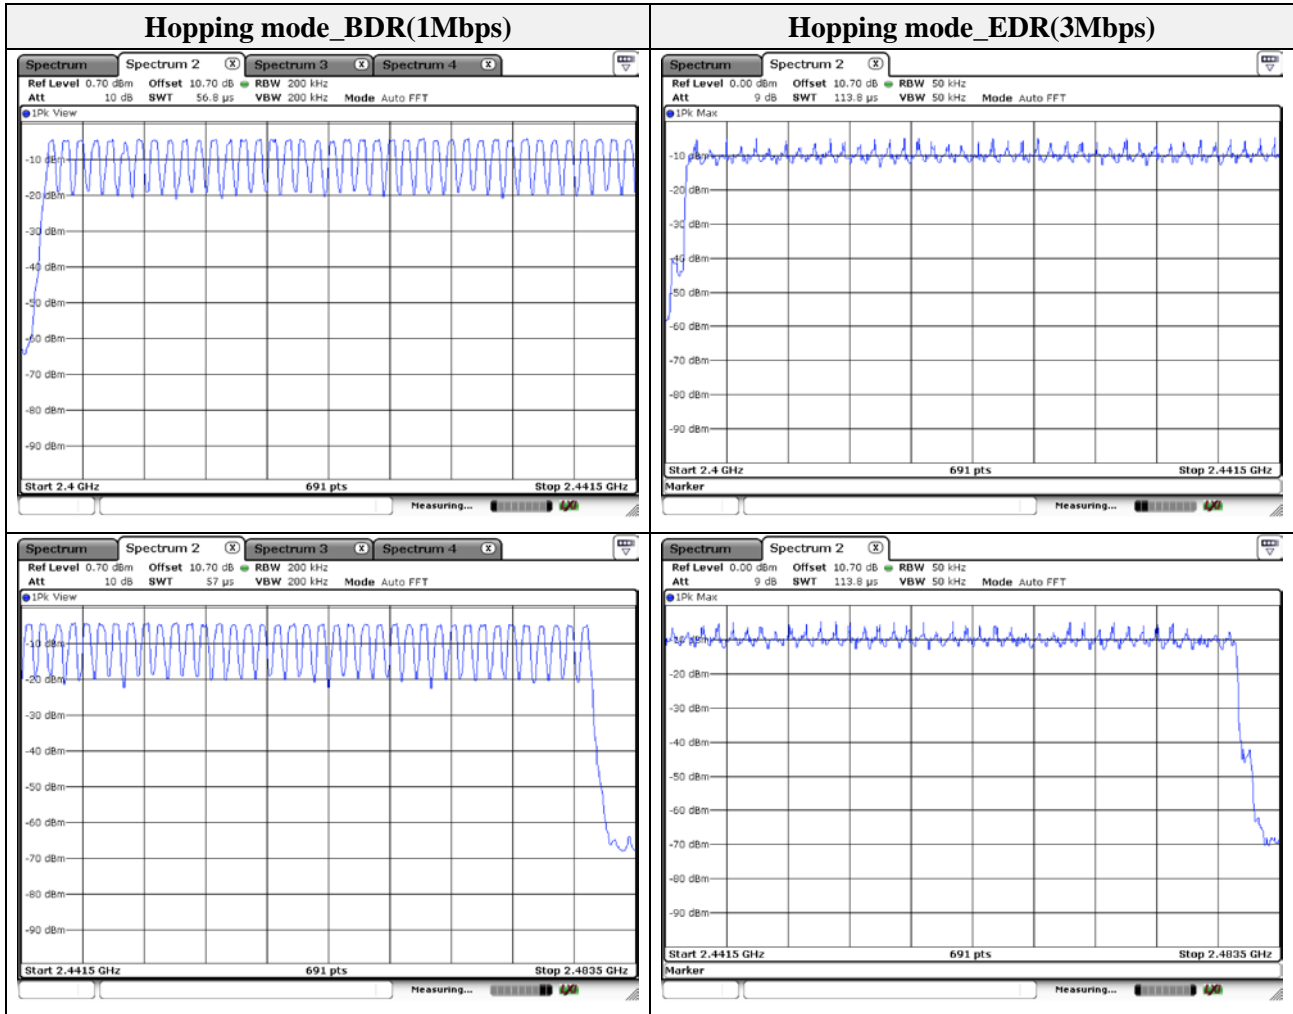 Hopping mode_BDR(1Mbps)
Hopping mode_EDR(3Mbps)
Spectrum Spectrum 2 Spectrum 3 Spectrum 4
Ref Level 0.70 dBm Offset 10.70 dB RBW 200 kHz
Att 10 dB SWT 56.8 µs VBW 200 kHz Mode Auto FFT
1Pk View
-10 dBm
-20 dBm
-30 dBm
-40 dBm
-50 dBm
-60 dBm
-70 dBm
-80 dBm
-90 dBm
Start 2.4 GHz 691 pts Stop 2.4415 GHz
Measuring...
Spectrum Spectrum 2
Ref Level 0.00 dBm Offset 10.70 dB RBW 50 kHz
Att 9 dB SWT 113.8 µs VBW 50 kHz Mode Auto FFT
1Pk Max
-10 dBm
-20 dBm
-30 dBm
-40 dBm
-50 dBm
-60 dBm
-70 dBm
-80 dBm
-90 dBm
Start 2.4 GHz 691 pts Stop 2.4415 GHz
Marker
Measuring...
Spectrum Spectrum 2 Spectrum 3 Spectrum 4
Ref Level 0.70 dBm Offset 10.70 dB RBW 200 kHz
Att 10 dB SWT 57 µs VBW 200 kHz Mode Auto FFT
1Pk View
-10 dBm
-20 dBm
-30 dBm
-40 dBm
-50 dBm
-60 dBm
-70 dBm
-80 dBm
-90 dBm
Start 2.4415 GHz 691 pts Stop 2.4835 GHz
Measuring...
Spectrum Spectrum 2
Ref Level 0.00 dBm Offset 10.70 dB RBW 50 kHz
Att 9 dB SWT 113.8 µs VBW 50 kHz Mode Auto FFT
1Pk Max
-10 dBm
-20 dBm
-30 dBm
-40 dBm
-50 dBm
-60 dBm
-70 dBm
-80 dBm
-90 dBm
Start 2.4415 GHz 691 pts Stop 2.4835 GHz
Marker
Measuring...